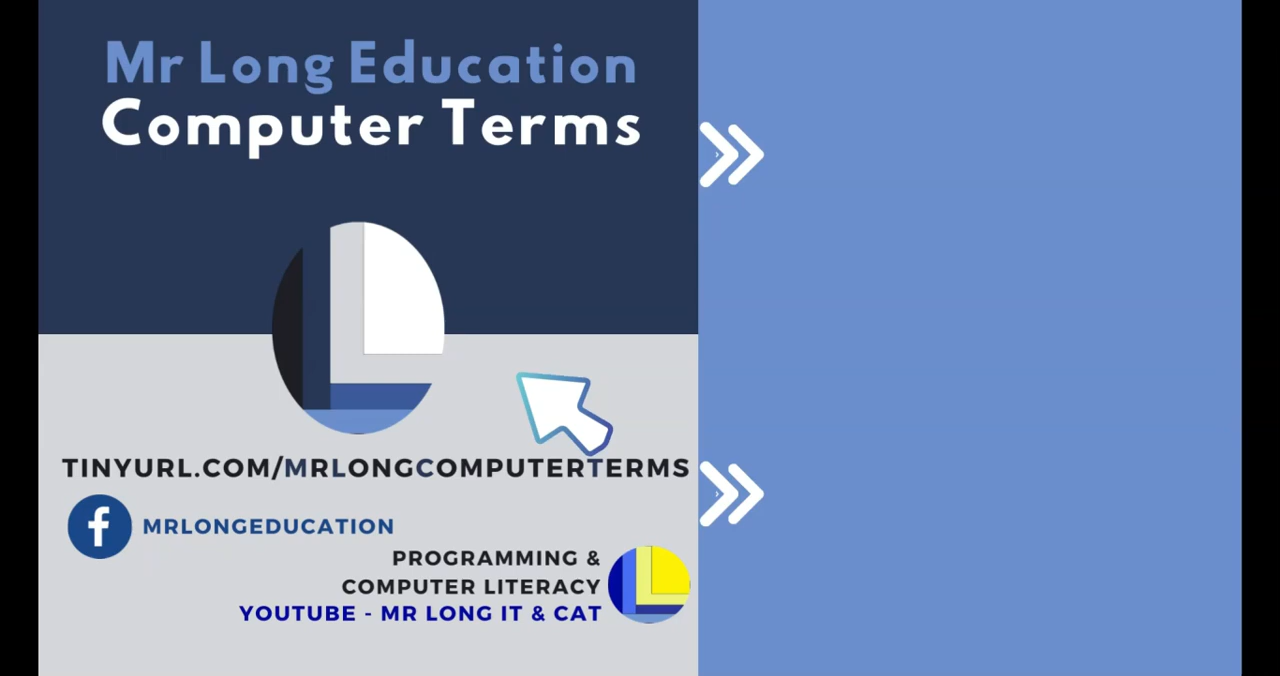 Mr Long Education
Computer Terms
TINYURL.COM/MRLONGCOMPUTERTERMS
MRLONGEDUCATION
PROGRAMMING &
COMPUTER LITERACY
YOUTUBE - MR LONG IT & CAT